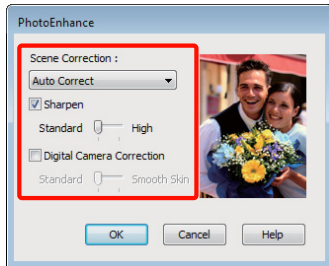 PhotoEnhance
Scene Correction :
Auto Correct
Sharpen
Standard High
Digital Camera Correction
Standard Smooth Skin
OK Cancel Help